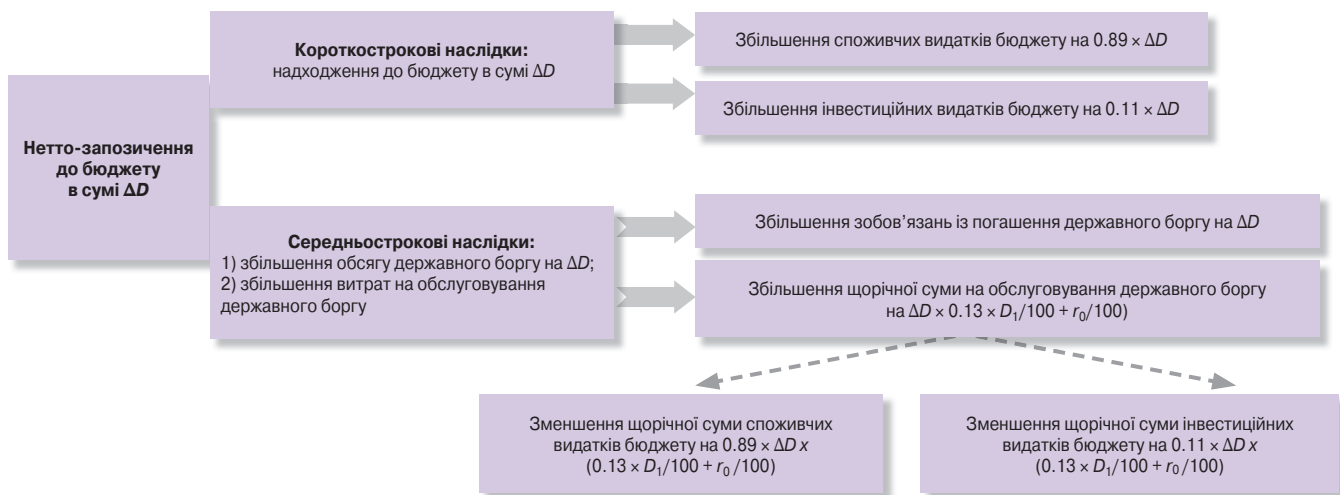 Нетто-запозичення
до бюджету
в сумі ΔD
Короткострокові наслідки:
надходження до бюджету в сумі ΔD
Збільшення споживчих видатків бюджету на 0.89 × ΔD
Збільшення інвестиційних видатків бюджету на 0.11 × ΔD
Середньострокові наслідки:
1) збільшення обсягу державного боргу на ΔD;
2) збільшення витрат на обслуговування
державного боргу
Збільшення зобов’язань із погашення державного боргу на ΔD
Збільшення щорічної суми на обслуговування державного боргу
на ΔD × 0.13 × D₁/100 + r₀/100)
Зменшення щорічної суми споживчих
видатків бюджету на 0.89 × ΔD x
(0.13 × D₁/100 + r₀ /100)
Зменшення щорічної суми інвестиційних
видатків бюджету на 0.11 × ΔD x
(0.13 × D₁/100 + r₀/100)